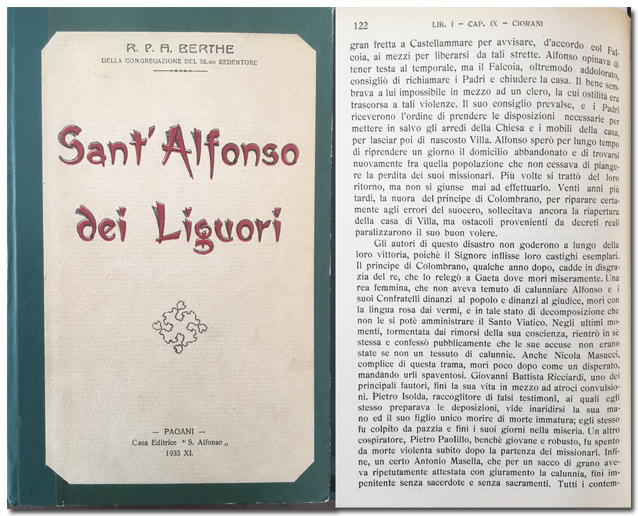 R. P. A. BERTHE
DELLA CONGREGAZIONE DEL SS.MO REDENTORE
Sant'Alfonso
dei Liguori
— PAGANI —
Casa Editrice “ S. Alfonso „
1933 XI.
122 LIB. I – CAP. IX – CIORANI
gran fretta a Castellammare per avvisare, d'accordo col Fal-
coia, ai mezzi per liberarsi da tali strette. Alfonso opinava di
tener testa al temporale, ma il Falcoia, oltremodo addolorato,
consigliò di richiamare i Padri e chiudere la casa. Il bene sem-
brava a lui impossibile in mezzo ad un clero, la cui ostilità era
trascorsa a tali violenze. Il suo consiglio prevalse, e i Padri
riceverono l'ordine di prendere le disposizioni necessarie per
mettere in salvo gli arredi della Chiesa e i mobili della casa,
per lasciar poi di nascosto Villa. Alfonso sperò per lungo tempo
di riprendere un giorno il domicilio abbandonato e di trovarsi
nuovamente fra quella popolazione che non cessava di piange-
re la perdita dei suoi missionari. Più volte si trattò del loro
ritorno, ma non si giunse mai ad effettuarlo. Venti anni più
tardi, la nuora del principe di Colombrano, per riparare certa-
mente agli errori del suocero, sollecitava ancora la riapertura
della casa di Villa, ma ostacoli provenienti da decreti reali
paralizzarono il suo buon volere.
Gli autori di questo disastro non goderono a lungo della
loro vittoria, poichè il Signore inflisse loro castighi esemplari.
Il principe di Colombrano, qualche anno dopo, cadde in disgra-
zia del re, che lo relegò a Gaeta dove morì miseramente. Una
rea femmina, che non aveva temuto di calunniare Alfonso e i
suoi Confratelli dinanzi al popolo e dinanzi al giudice, morì con
la lingua rosa dai vermi, e in tale stato di decomposizione che
non le si potè amministrare il Santo Viatico. Negli ultimi mo-
menti, tormentata dai rimorsi della sua coscienza, rientrò in sè
stessa e confessò pubblicamente che le sue accuse non erano
state se non un tessuto di calunnie. Anche Nicola Masucci,
complice di questa trama, morì poco dopo come un disperato,
mandando urli spaventosi. Giovanni Battista Ricciardi, uno dei
principali fautori, finì la sua vita in mezzo ad atroci convulsio-
ni. Pietro Isolda, raccoglitore di falsi testimoni, ai quali egli
stesso preparava le deposizioni, vide inaridirsi la sua ma-
no ed il suo figlio unico morire di morte immatura; egli stesso
fu colpito da pazzia e finì i suoi giorni nella miseria. Un altro
cospiratore, Pietro Paolillo, benchè giovane e robusto, fu spento
da morte violenta subito dopo la partenza dei missionari. Infi-
ne, un certo Antonio Masella, che per un sacco di grano ave-
va ripetutamente attestata con giuramento la calunnia, finì im-
penitente senza sacerdote e senza sacramenti. Tutti i contem-